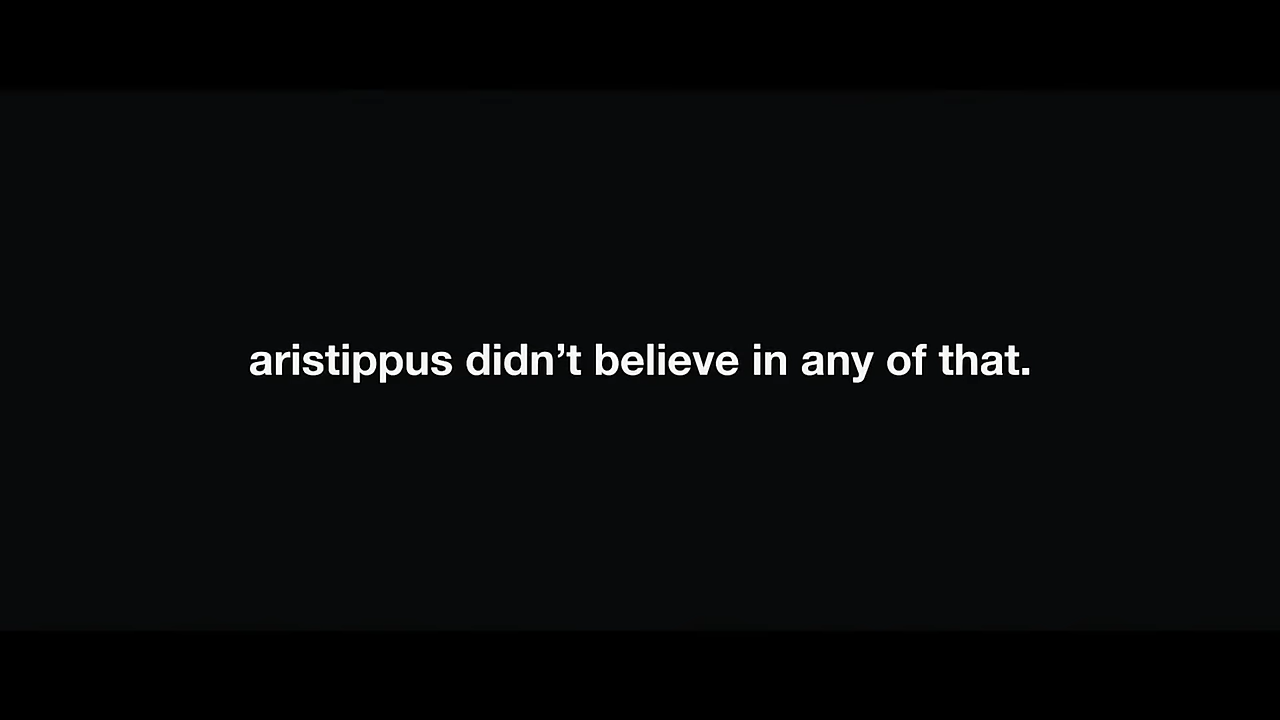 aristippus didn’t believe in any of that.